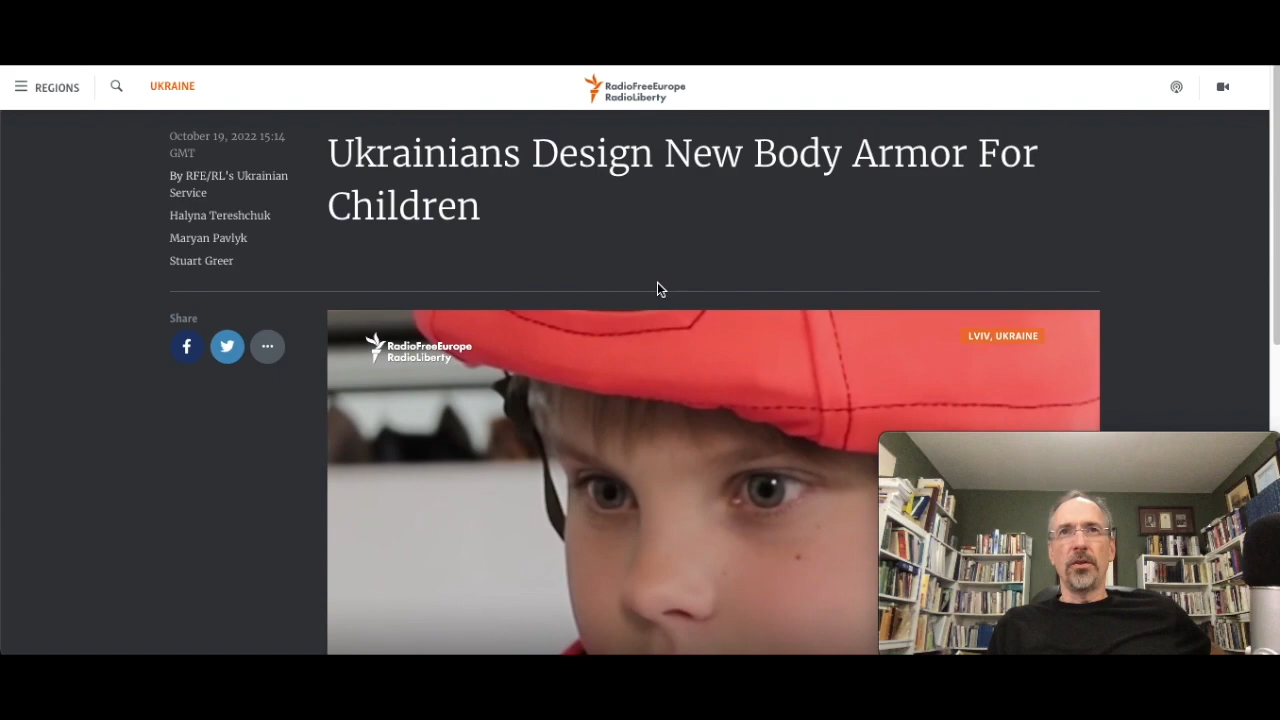 REGIONS
UKRAINE
RadioFreeEurope
RadioLiberty
October 19, 2022 15:14
GMT
By RFE/RL's Ukrainian
Service
Halyna Tereshchuk
Maryan Pavlyk
Stuart Greer
Ukrainians Design New Body Armor For
Children
Share
RadioFreeEurope
RadioLiberty
LVIV, UKRAINE